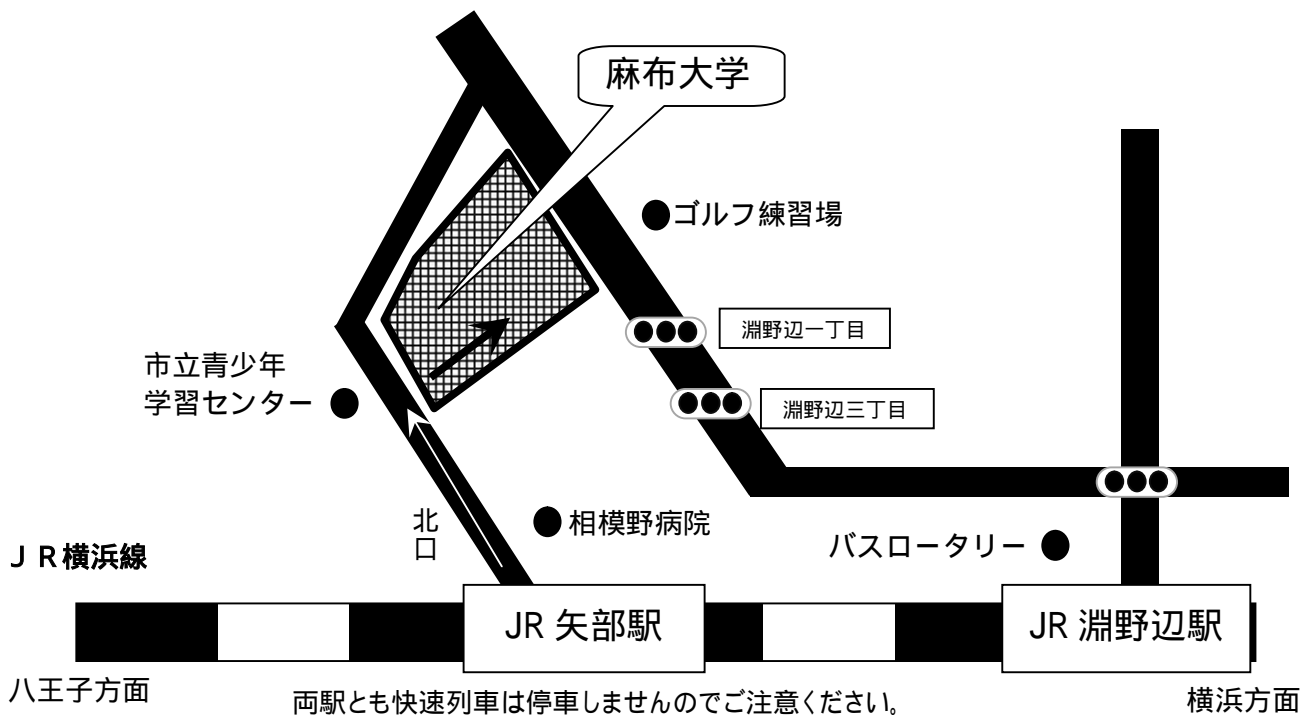 麻布大学
ゴルフ練習場
淵野辺一丁目
市立青少年
学習センター
淵野辺三丁目
北
口
相模野病院
バスロータリー
ＪＲ横浜線
JR 矢部駅
JR 淵野辺駅
八王子方面
両駅とも快速列車は停車しませんのでご注意ください。
横浜方面